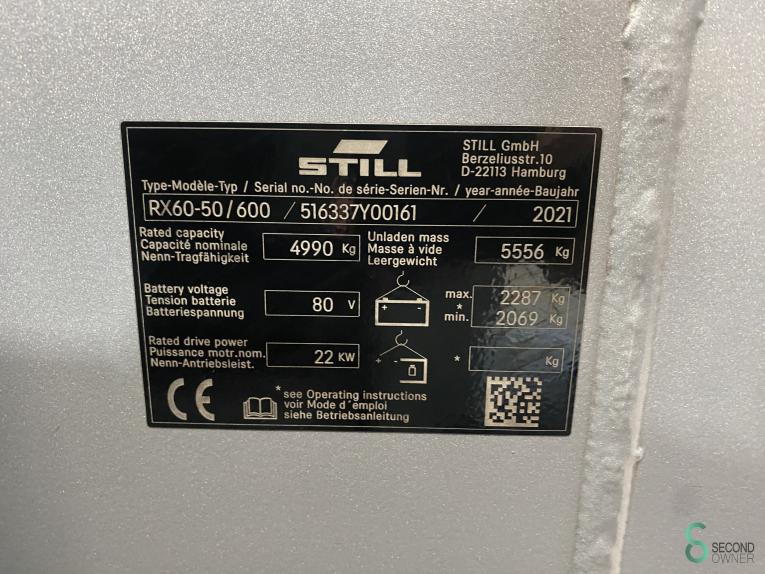 STILL
STILL GmbH
Berzeliusstr.10
D-22113 Hamburg
Type-Modèle-Typ / Serial no.-No. de série-Serien-Nr. / year-année-Baujahr
RX60-50/600 / 516337Y00161 / 2021
Rated capacity
Capacité nominale
Nenn-Tragfähigkeit
4990 Kg
Unladen mass
Masse à vide
Leergewicht
5556 Kg
Battery voltage
Tension batterie
Batteriespannung
80 V
+ -
max. 2287 Kg
*
min. 2069 Kg
Rated drive power
Puissance motr.nom.
Nenn-Antriebsleist.
22 KW
+ -
* Kg
CE
* see Operating instructions
voir Mode d´emploi
siehe Betriebsanleitung
SECOND
OWNER